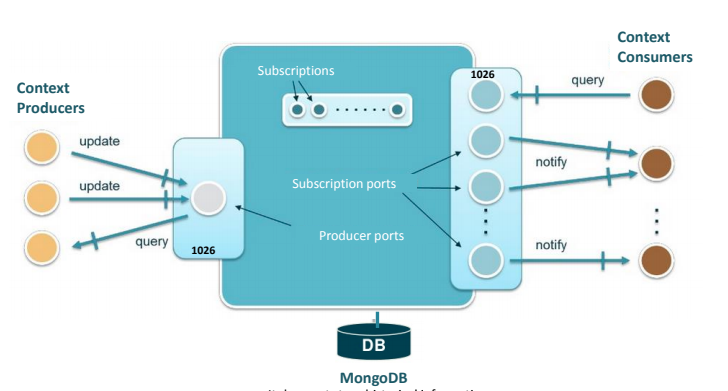 Context
Consumers
Subscriptions
1026
query
Context
Producers
update
notify
update
Subscription ports
Producer ports
query
1026
notify
DB
MongoDB